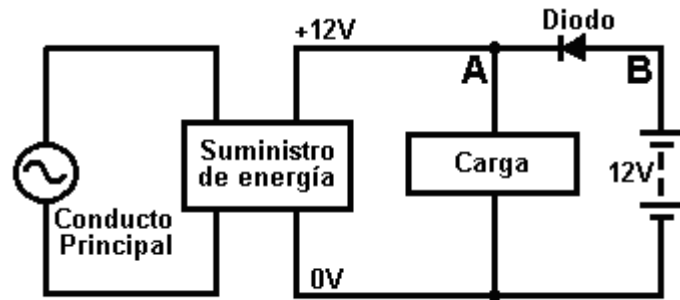 Diodo
+12V
A
B
Suministro
de energía
Carga
12V
Conducto
Principal
0V